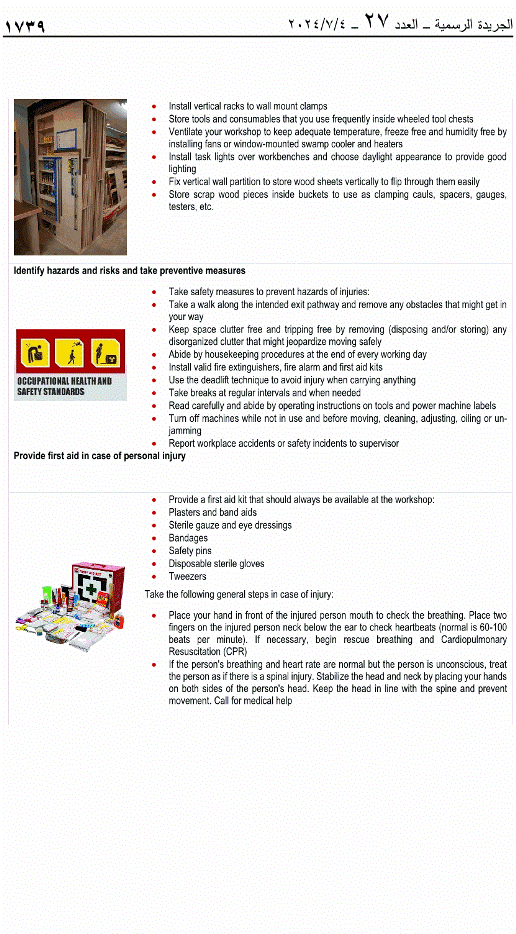 الجريدة الرسمية – العدد ٢٧ – ٢٠٢٤/٧/٤
١٧٣٩
• Install vertical racks to wall mount clamps
• Store tools and consumables that you use frequently inside wheeled tool chests
• Ventilate your workshop to keep adequate temperature, freeze free and humidity free by
installing fans or window-mounted swamp cooler and heaters
• Install task lights over workbenches and choose daylight appearance to provide good
lighting
• Fix vertical wall partition to store wood sheets vertically to flip through them easily
• Store scrap wood pieces inside buckets to use as clamping cauls, spacers, gauges,
testers, etc.
Identify hazards and risks and take preventive measures
• Take safety measures to prevent hazards of injuries:
• Take a walk along the intended exit pathway and remove any obstacles that might get in
your way
• Keep space clutter free and tripping free by removing (disposing and/or storing) any
disorganized clutter that might jeopardize moving safely
• Abide by housekeeping procedures at the end of every working day
• Install valid fire extinguishers, fire alarm and first aid kits
• Use the deadlift technique to avoid injury when carrying anything
• Take breaks at regular intervals and when needed
• Read carefully and abide by operating instructions on tools and power machine labels
• Turn off machines while not in use and before moving, cleaning, adjusting, oiling or un-
jamming
• Report workplace accidents or safety incidents to supervisor
OCCUPATIONAL HEALTH AND
SAFETY STANDARDS
Provide first aid in case of personal injury
• Provide a first aid kit that should always be available at the workshop:
• Plasters and band aids
• Sterile gauze and eye dressings
• Bandages
• Safety pins
• Disposable sterile gloves
• Tweezers
Take the following general steps in case of injury:
• Place your hand in front of the injured person mouth to check the breathing. Place two
fingers on the injured person neck below the ear to check heartbeats (normal is 60-100
beats per minute). If necessary, begin rescue breathing and Cardiopulmonary
Resuscitation (CPR)
• If the person's breathing and heart rate are normal but the person is unconscious, treat
the person as if there is a spinal injury. Stabilize the head and neck by placing your hands
on both sides of the person's head. Keep the head in line with the spine and prevent
movement. Call for medical help